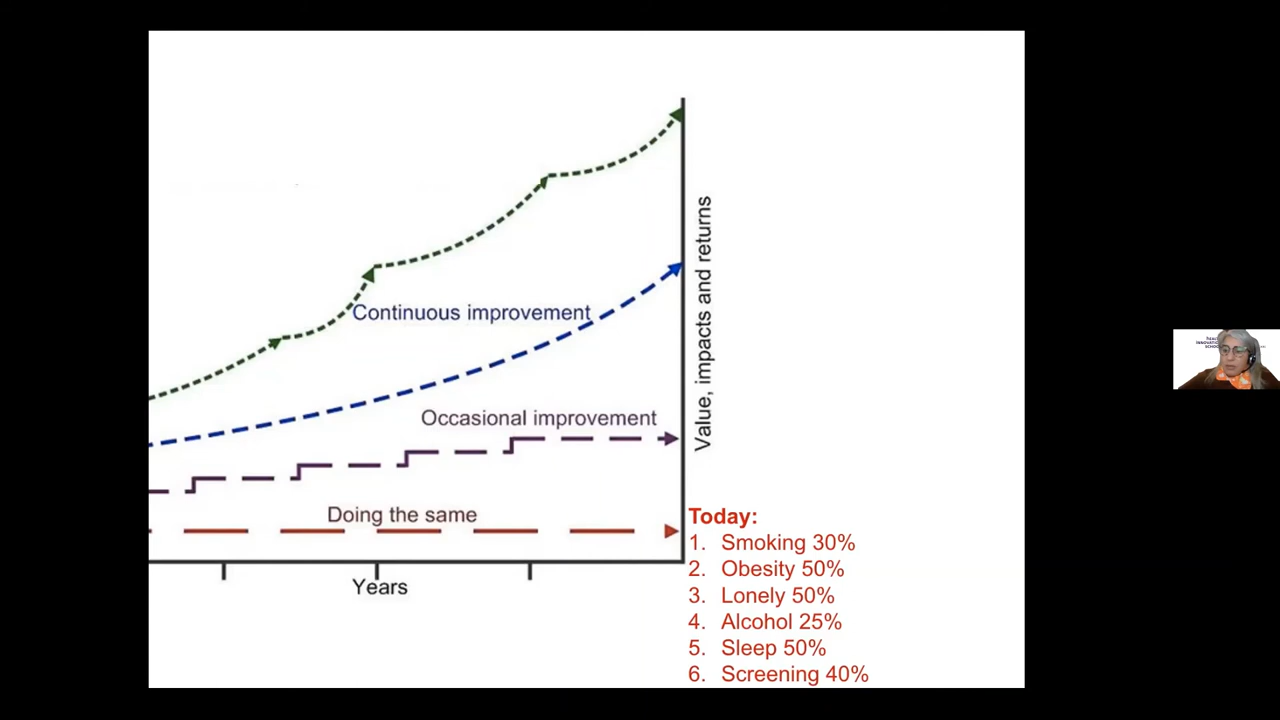 Continuous improvement
Occasional improvement
Doing the same
Years
Value, impacts and returns
Today:
1. Smoking 30%
2. Obesity 50%
3. Lonely 50%
4. Alcohol 25%
5. Sleep 50%
6. Screening 40%